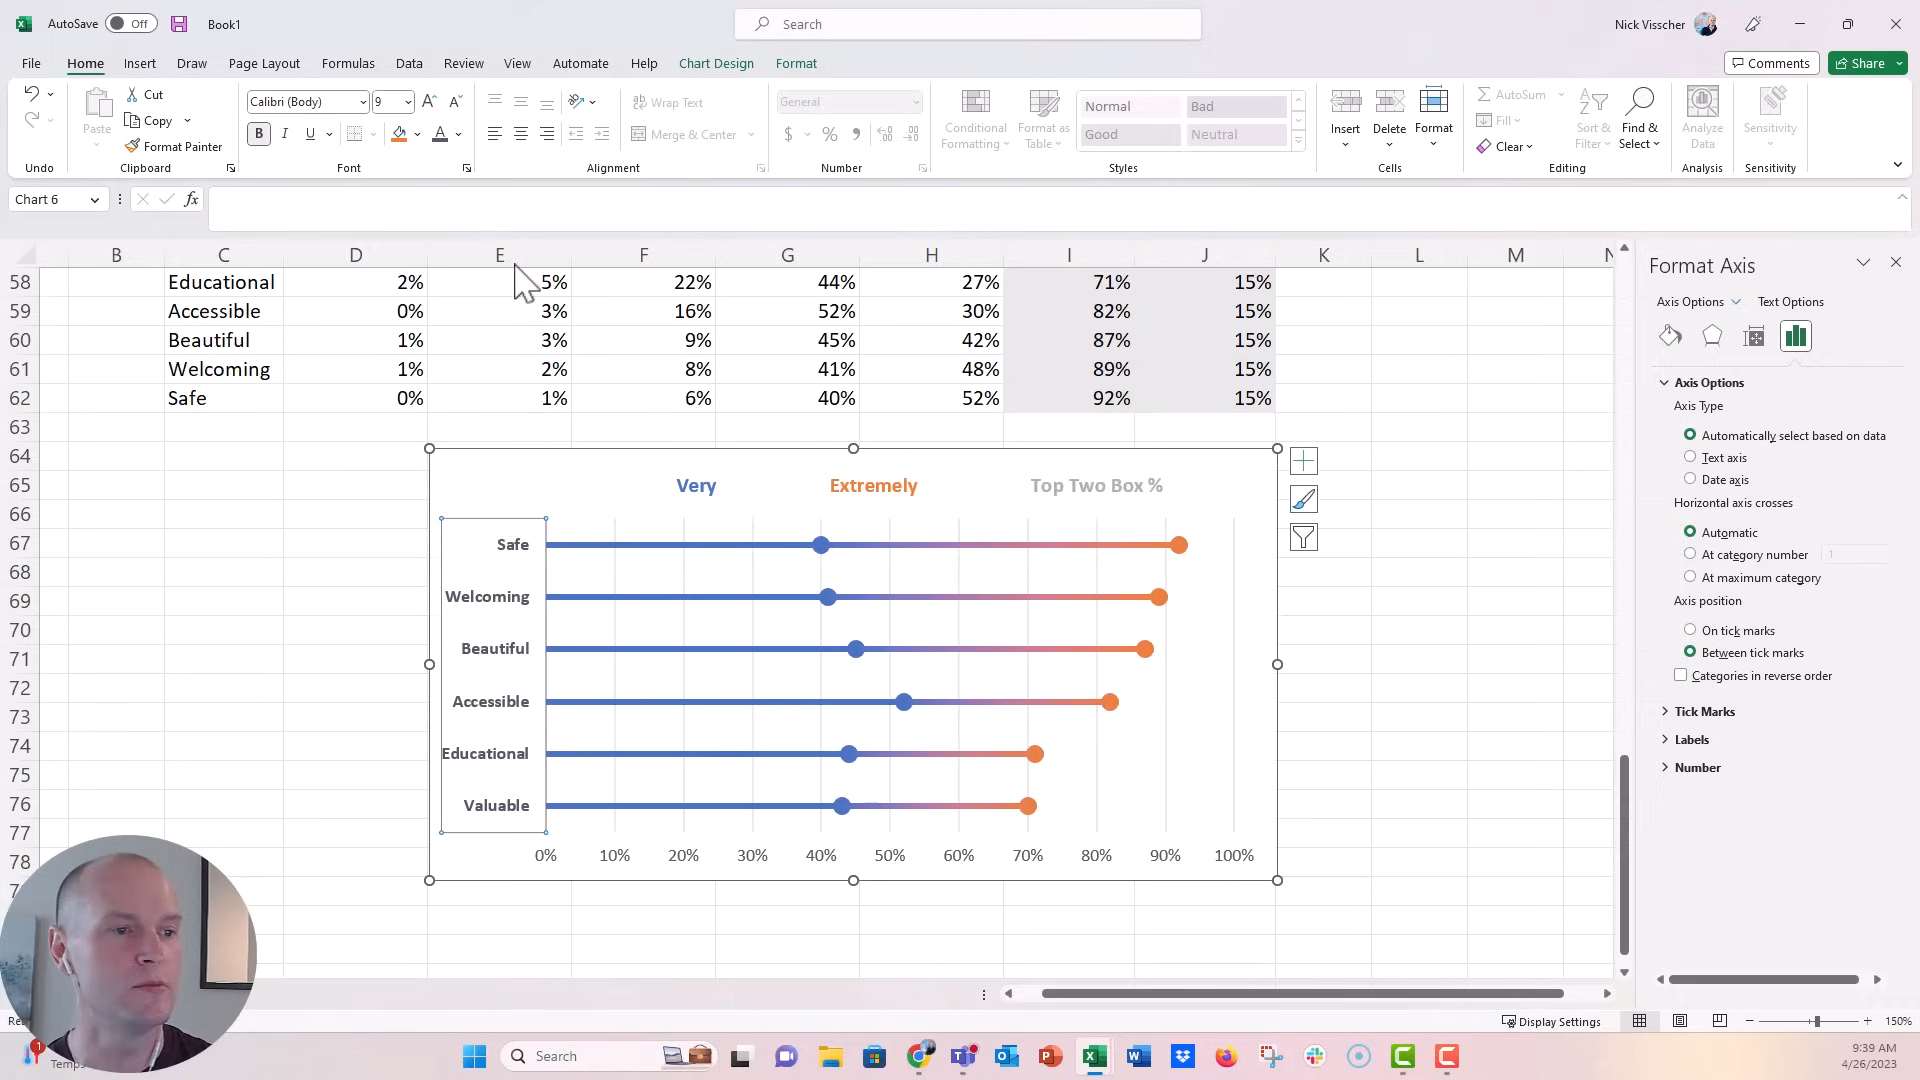 AutoSave Off Book1 Search Nick Visscher
File Home Insert Draw Page Layout Formulas Data Review View Automate Help Chart Design Format Comments Share
Paste Cut Copy Format Painter
Calibri (Body) 9
B I U A
Wrap Text
Merge & Center
General
$ % 9
Conditional Formatting
Format as Table
Normal Bad
Good Neutral
Insert Delete Format
AutoSum
Fill
Clear
Sort & Filter
Find & Select
Analyze Data
Sensitivity
Undo Clipboard Font Alignment Number Styles Cells Editing Analysis Sensitivity
Chart 6 fx
B C D E F G H I J K L M N
58 Educational 2% 5% 22% 44% 27% 71% 15%
59 Accessible 0% 3% 16% 52% 30% 82% 15%
60 Beautiful 1% 3% 9% 45% 42% 87% 15%
61 Welcoming 1% 2% 8% 41% 48% 89% 15%
62 Safe 0% 1% 6% 40% 52% 92% 15%
63
64
65
66
67
68
69
70
71
72
73
74
75
76
77
78
Very Extremely Top Two Box %
Safe
Welcoming
Beautiful
Accessible
Educational
Valuable
0% 10% 20% 30% 40% 50% 60% 70% 80% 90% 100%
Format Axis
Axis Options Text Options
Axis Options
Axis Type
Automatically select based on data
Text axis
Date axis
Horizontal axis crosses
Automatic
At category number 1
At maximum category
Axis position
On tick marks
Between tick marks
Categories in reverse order
Tick Marks
Labels
Number
Display Settings 150%
1
Search
9:39 AM
4/26/2023